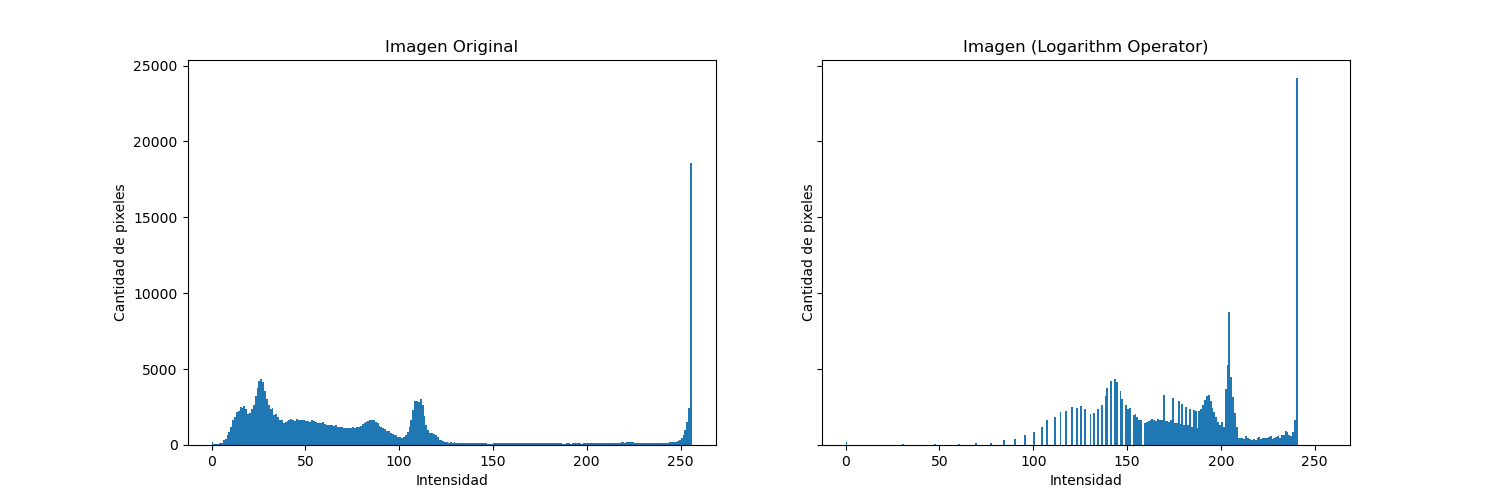 Imagen Original
Imagen (Logarithm Operator)
25000
20000
15000
10000
5000
0
Cantidad de pixeles
Cantidad de pixeles
0 50 100 150 200 250
0 50 100 150 200 250
Intensidad
Intensidad